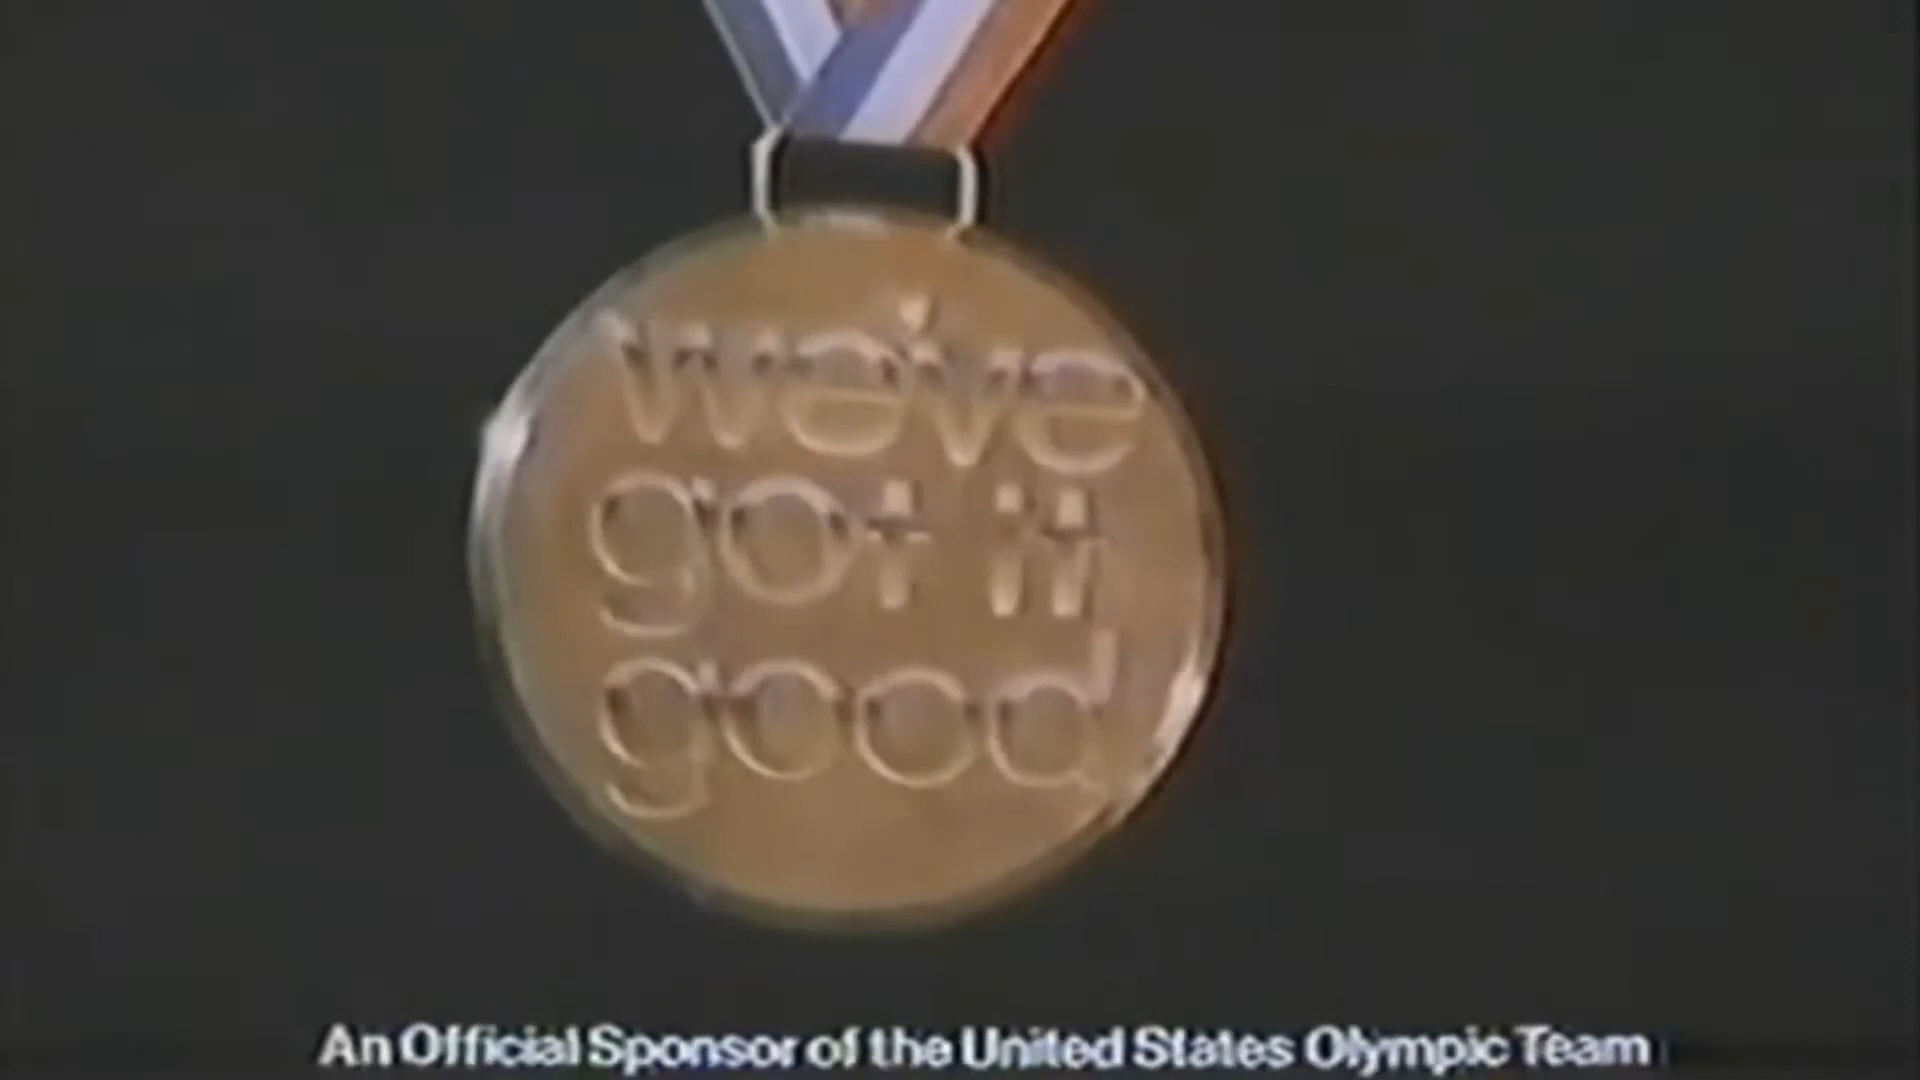 we've
got it
good
An Official Sponsor of the United States Olympic Team